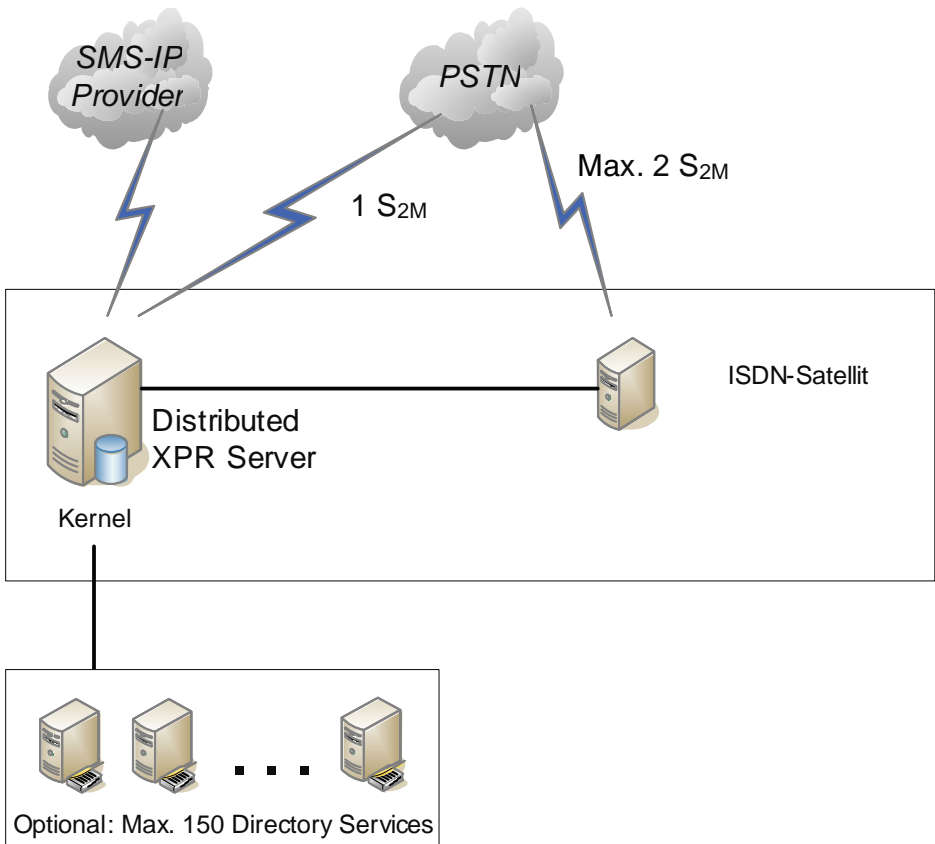 SMS-IP
Provider
PSTN
Max. 2 S2M
1 S2M
ISDN-Satellit
Distributed
XPR Server
Kernel
. . .
Optional: Max. 150 Directory Services